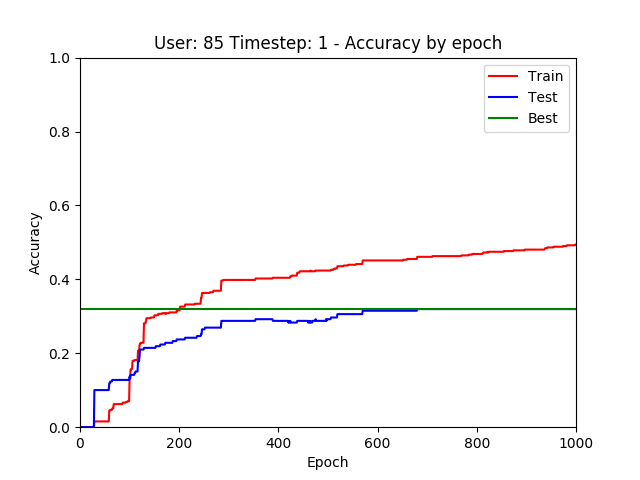 User: 85 Timestep: 1 - Accuracy by epoch
1.0
0.8
0.6
0.4
0.2
0.0
Accuracy
Train
Test
Best
0 200 400 600 800 1000
Epoch